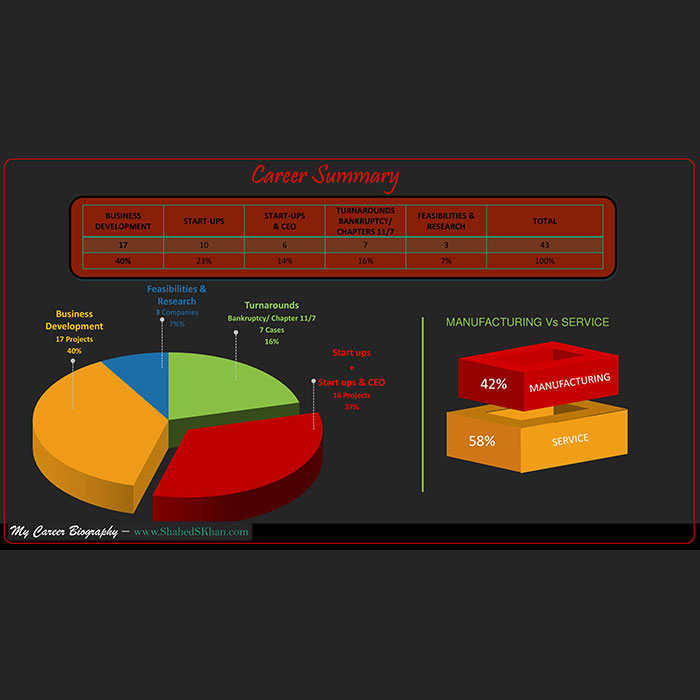 Career Summary
BUSINESS DEVELOPMENT START-UPS START-UPS & CEO TURNAROUNDS BANKRUPTCY/ CHAPTERS 11/7 FEASIBILITIES & RESEARCH TOTAL
17 10 6 7 3 43
40% 23% 14% 16% 7% 100%
Feasibilities &
Research
3 Companies
7%%
Business
Development
17 Projects
40%
Turnarounds
Bankruptcy/ Chapter 11/7
7 Cases
16%
Start ups
+
Start ups & CEO
16 Projects
37%
MANUFACTURING Vs SERVICE
42% MANUFACTURING
58% SERVICE
My Career Biography – www.ShahedSKhan.com